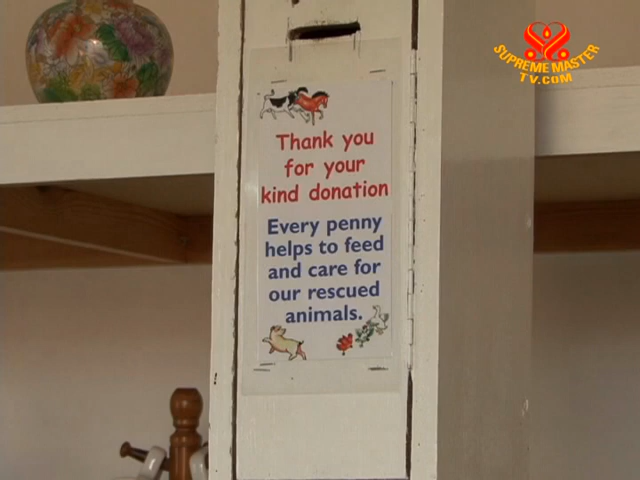 SUPREME MASTER
TV.COM
Thank you
for your
kind donation
Every penny
helps to feed
and care for
our rescued
animals.